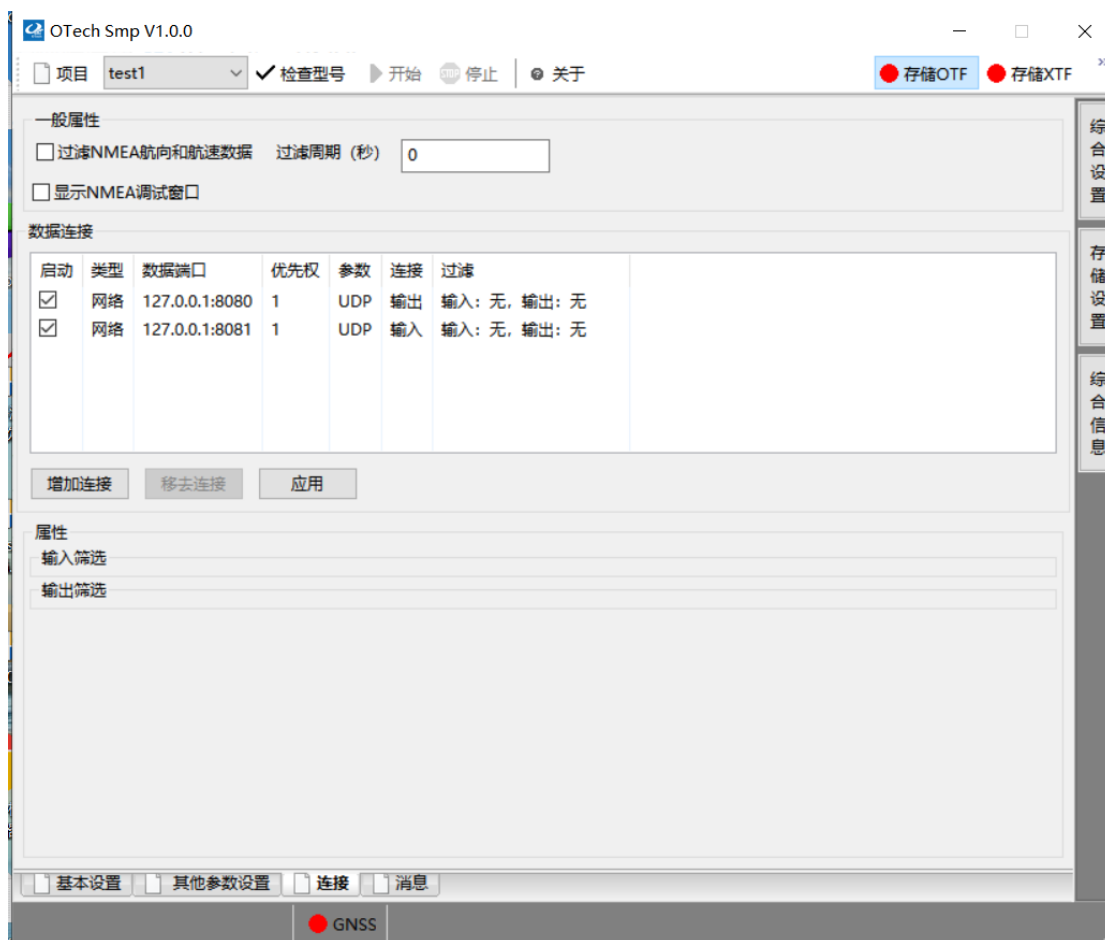 OTech Smp V1.0.0
项目 test1 检查型号 开始 STOP 停止 关于 存储OTF 存储XTF
一般属性
过滤NMEA航向和航速数据 过滤周期（秒） 0
显示NMEA调试窗口
数据连接
启动 类型 数据端口 优先权 参数 连接 过滤
网络 127.0.0.1:8080 1 UDP 输出 输入：无，输出：无
网络 127.0.0.1:8081 1 UDP 输入 输入：无，输出：无
增加连接 移去连接 应用
属性
输入筛选
输出筛选
综合设置
存储设置
综合信息
基本设置 其他参数设置 连接 消息
GNSS